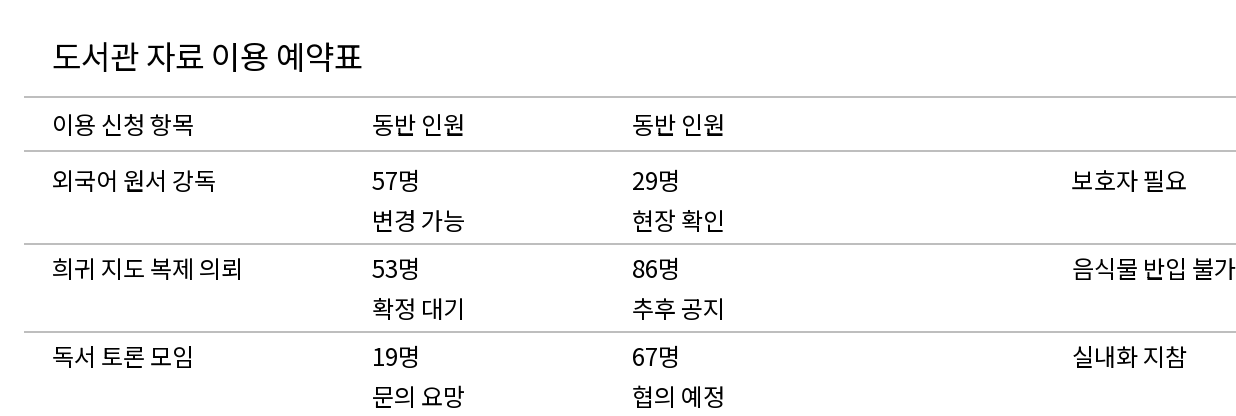 도서관 자료 이용 예약표
이용 신청 항목 동반 인원 동반 인원
외국어 원서 강독 57명 29명 보호자 필요
변경 가능 현장 확인
희귀 지도 복제 의뢰 53명 86명 음식물 반입 불가
확정 대기 추후 공지
독서 토론 모임 19명 67명 실내화 지참
문의 요망 협의 예정